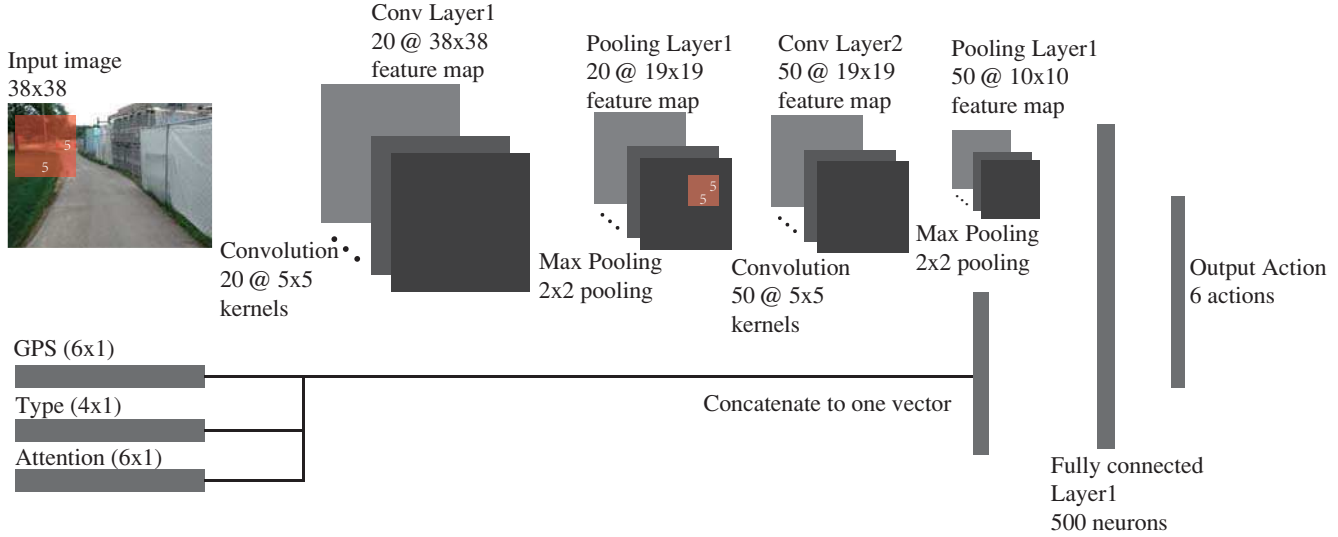 Input image
38x38
5
5
Conv Layer1
20 @ 38x38
feature map
Convolution
20 @ 5x5
kernels
Pooling Layer1
20 @ 19x19
feature map
5
5
Max Pooling
2x2 pooling
Conv Layer2
50 @ 19x19
feature map
Convolution
50 @ 5x5
kernels
Pooling Layer1
50 @ 10x10
feature map
Max Pooling
2x2 pooling
Output Action
6 actions
GPS (6x1)
Type (4x1)
Attention (6x1)
Concatenate to one vector
Fully connected
Layer1
500 neurons